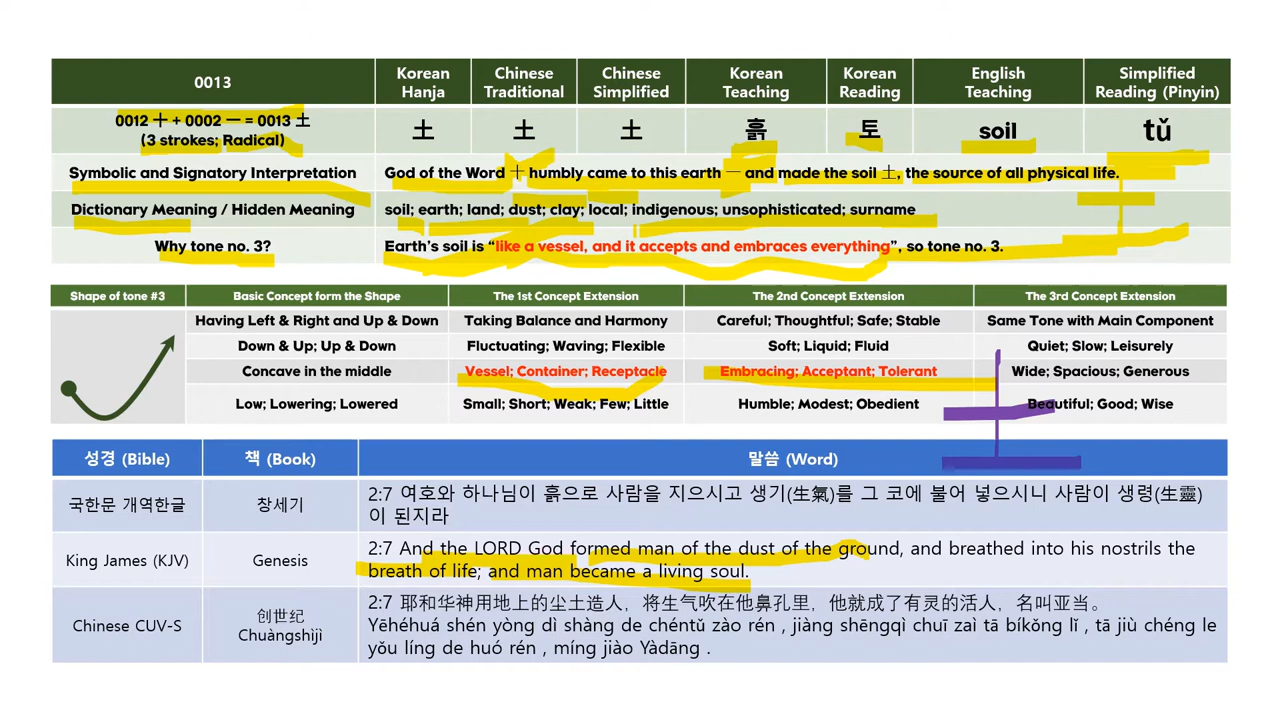 0013
Korean Hanja
Chinese Traditional
Chinese Simplified
Korean Teaching
Korean Reading
English Teaching
Simplified Reading (Pinyin)
0012 十 + 0002 一 = 0013 土
(3 strokes; Radical)
土
土
土
흙
토
soil
tǔ
Symbolic and Signatory Interpretation
God of the Word 十 humbly came to this earth 一 and made the soil 土, the source of all physical life.
Dictionary Meaning / Hidden Meaning
soil; earth; land; dust; clay; local; indigenous; unsophisticated; surname
Why tone no. 3?
Earth's soil is “like a vessel, and it accepts and embraces everything”, so tone no. 3.
Shape of tone #3
Basic Concept form the Shape
The 1st Concept Extension
The 2nd Concept Extension
The 3rd Concept Extension
Having Left & Right and Up & Down
Taking Balance and Harmony
Careful; Thoughtful; Safe; Stable
Same Tone with Main Component
Down & Up; Up & Down
Fluctuating; Waving; Flexible
Soft; Liquid; Fluid
Quiet; Slow; Leisurely
Concave in the middle
Vessel; Container; Receptacle
Embracing; Acceptant; Tolerant
Wide; Spacious; Generous
Low; Lowering; Lowered
Small; Short; Weak; Few; Little
Humble; Modest; Obedient
Beautiful; Good; Wise
성경 (Bible)
책 (Book)
말씀 (Word)
국한문 개역한글
창세기
2:7 여호와 하나님이 흙으로 사람을 지으시고 생기(生氣)를 그 코에 불어 넣으시니 사람이 생령(生靈)
이 된지라
King James (KJV)
Genesis
2:7 And the LORD God formed man of the dust of the ground, and breathed into his nostrils the
breath of life; and man became a living soul.
Chinese CUV-S
创世纪
Chuàngshìjì
2:7 耶和华神用地上的尘土造人，将生气吹在他鼻孔里，他就成了有灵的活人，名叫亚当。
Yēhéhuá shén yòng dì shàng de chéntǔ zào rén , jiàng shēngqì chuī zaì tā bíkǒng lǐ , tā jiù chéng le
yǒu líng de huó rén , míng jiào Yàdāng .